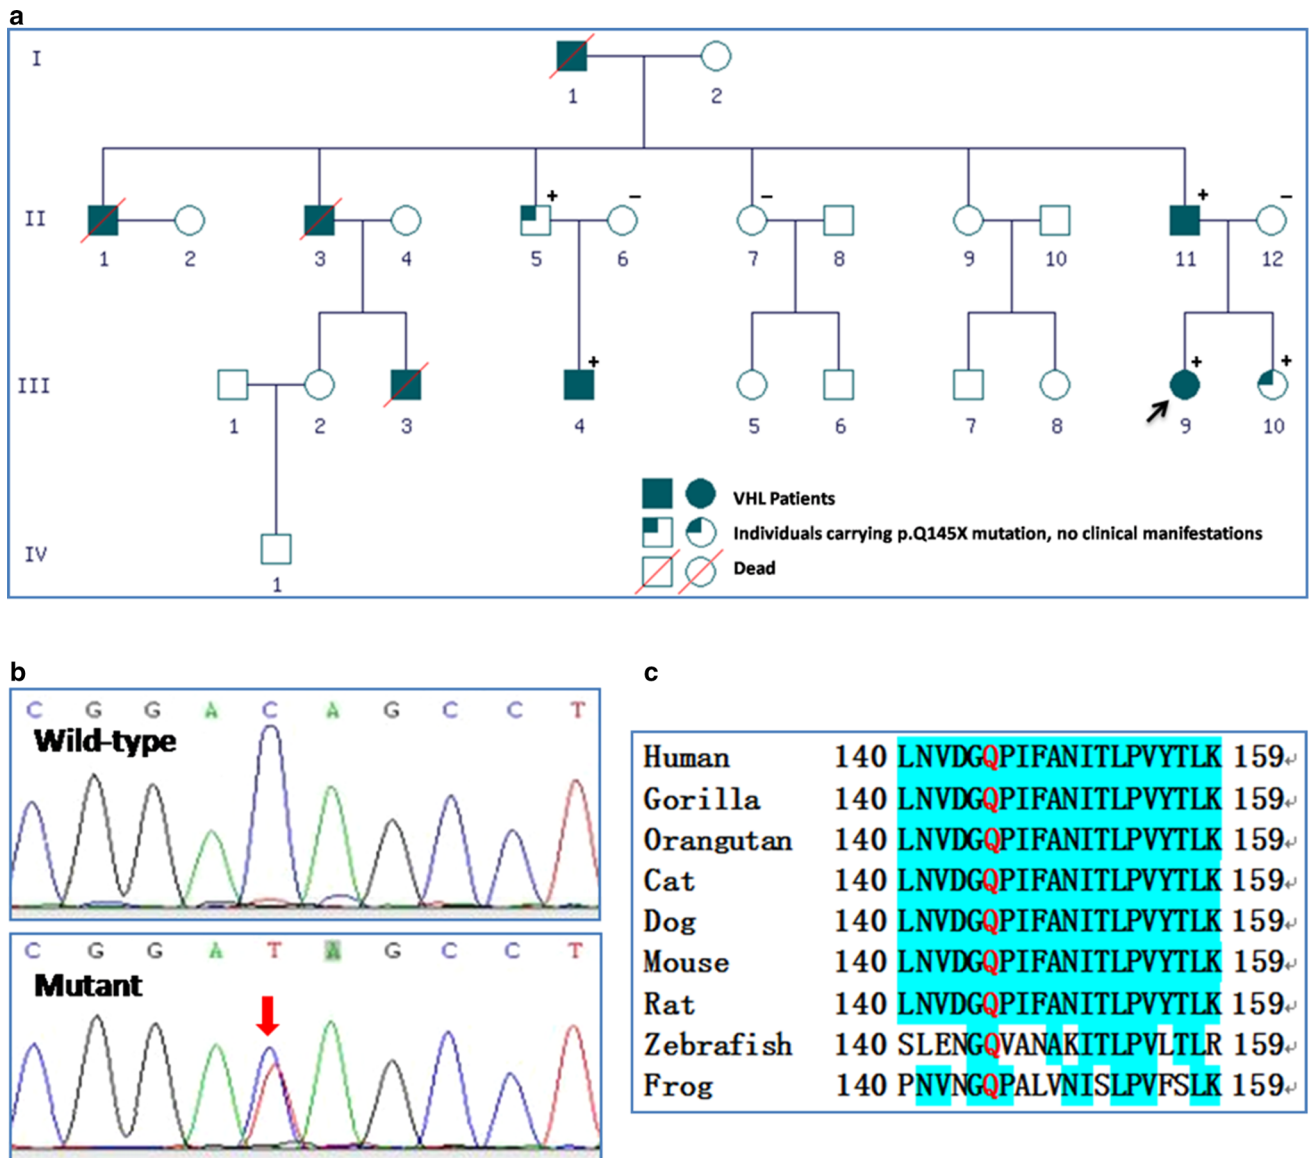 a
I
1 2
+ − − + −
II
1 2 3 4 5 6 7 8 9 10 11 12
+ + +
III
1 2 3 4 5 6 7 8 9 10
VHL Patients
Individuals carrying p.Q145X mutation, no clinical manifestations
Dead
IV
1
b
C G G A C A G C C T
Wild-type
C G G A T A G C C T
Mutant
c
Human 140 LNVDGQPIFANITLPVYTLK 159↵
Gorilla 140 LNVDGQPIFANITLPVYTLK 159↵
Orangutan 140 LNVDGQPIFANITLPVYTLK 159↵
Cat 140 LNVDGQPIFANITLPVYTLK 159↵
Dog 140 LNVDGQPIFANITLPVYTLK 159↵
Mouse 140 LNVDGQPIFANITLPVYTLK 159↵
Rat 140 LNVDGQPIFANITLPVYTLK 159↵
Zebrafish 140 SLENGQVANAKITLPVLTLR 159↵
Frog 140 PNVNGQPALVNISLPVFSLK 159↵